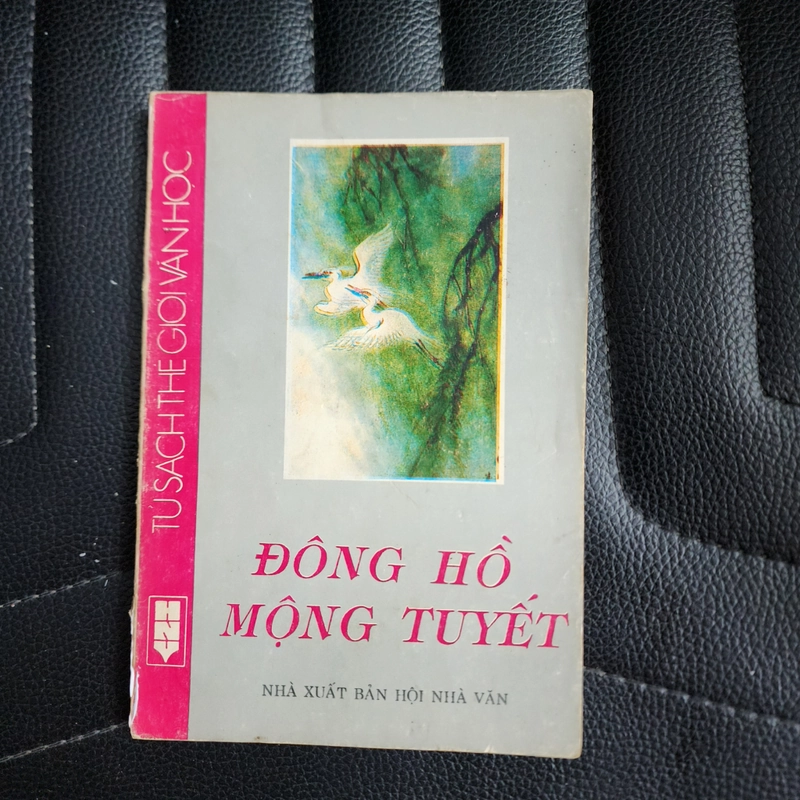 TỦ SÁCH THẾ GIỚI VĂN HỌC
ĐÔNG HỒ
MỘNG TUYẾT
NHÀ XUẤT BẢN HỘI NHÀ VĂN